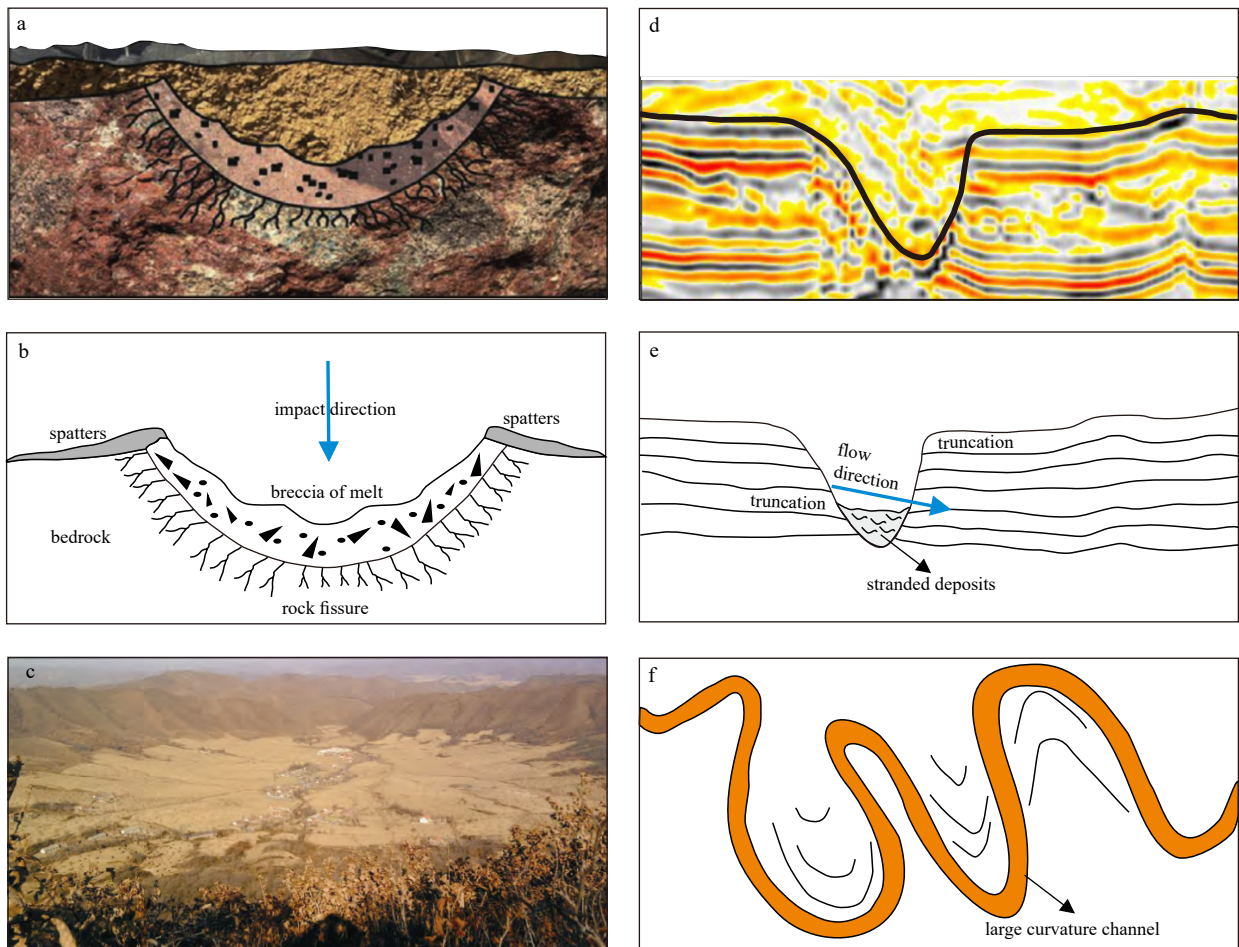 a
b
impact direction
spatters
spatters
breccia of melt
bedrock
rock fissure
c
d
e
truncation
flow
direction
truncation
stranded deposits
f
large curvature channel